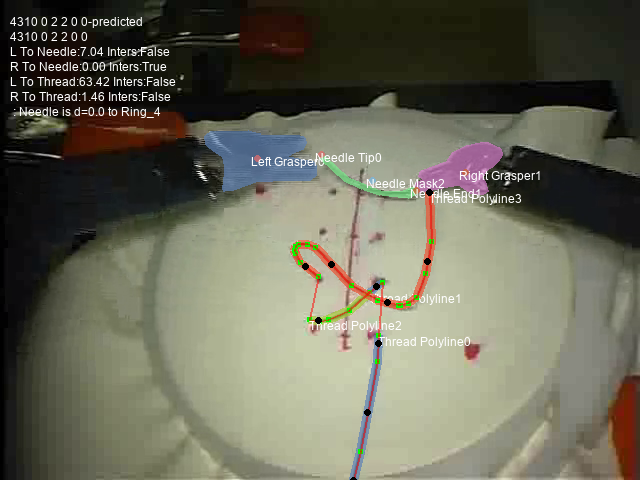 4310 0 2 2 0 0-predicted
4310 0 2 2 0 0
L To Needle:7.04 Inters:False
R To Needle:0.00 Inters:True
L To Thread:63.42 Inters:False
R To Thread:1.46 Inters:False
: Needle is d=0.0 to Ring_4
Needle Tip0
Left Grasper0
Right Grasper1
Needle Mask2
Needle End1
Thread Polyline3
Thread Polyline1
Thread Polyline2
Thread Polyline0